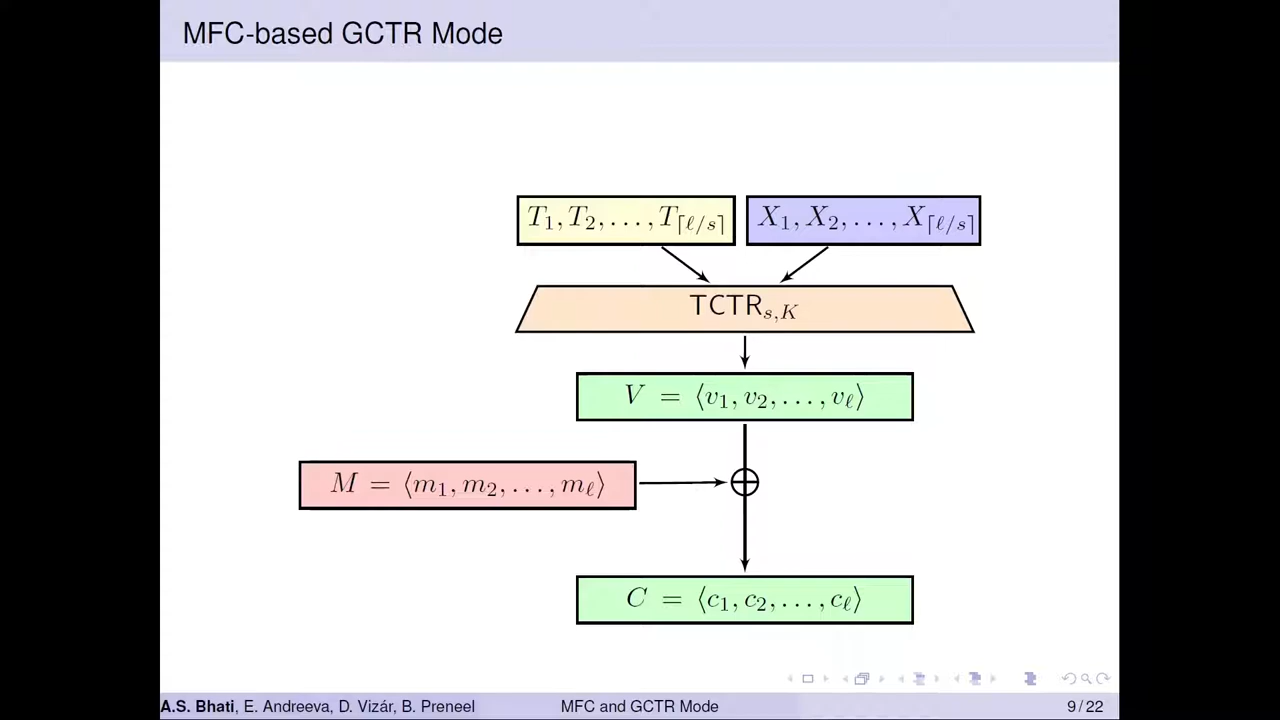 MFC-based GCTR Mode
T₁, T₂, . . . , T⌈ℓ/s⌉
X₁, X₂, . . . , X⌈ℓ/s⌉
TCTRₛ,K
V = ⟨v₁, v₂, . . . , vℓ⟩
M = ⟨m₁, m₂, . . . , mℓ⟩
C = ⟨c₁, c₂, . . . , cℓ⟩
A.S. Bhati, E. Andreeva, D. Vizár, B. Preneel
MFC and GCTR Mode
9 / 22